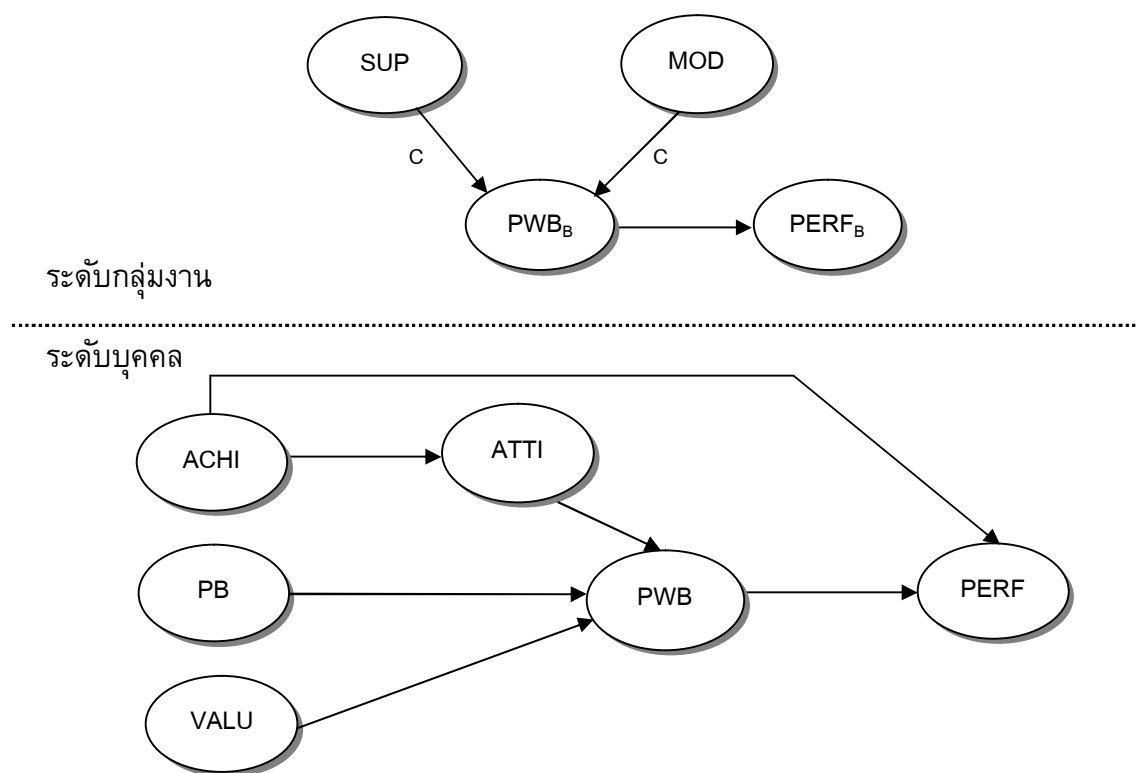 SUP MOD
C C
PWB_B PERF_B
ระดับกลุ่มงาน
ระดับบุคคล
ACHI ATTI
PB PWB PERF
VALU